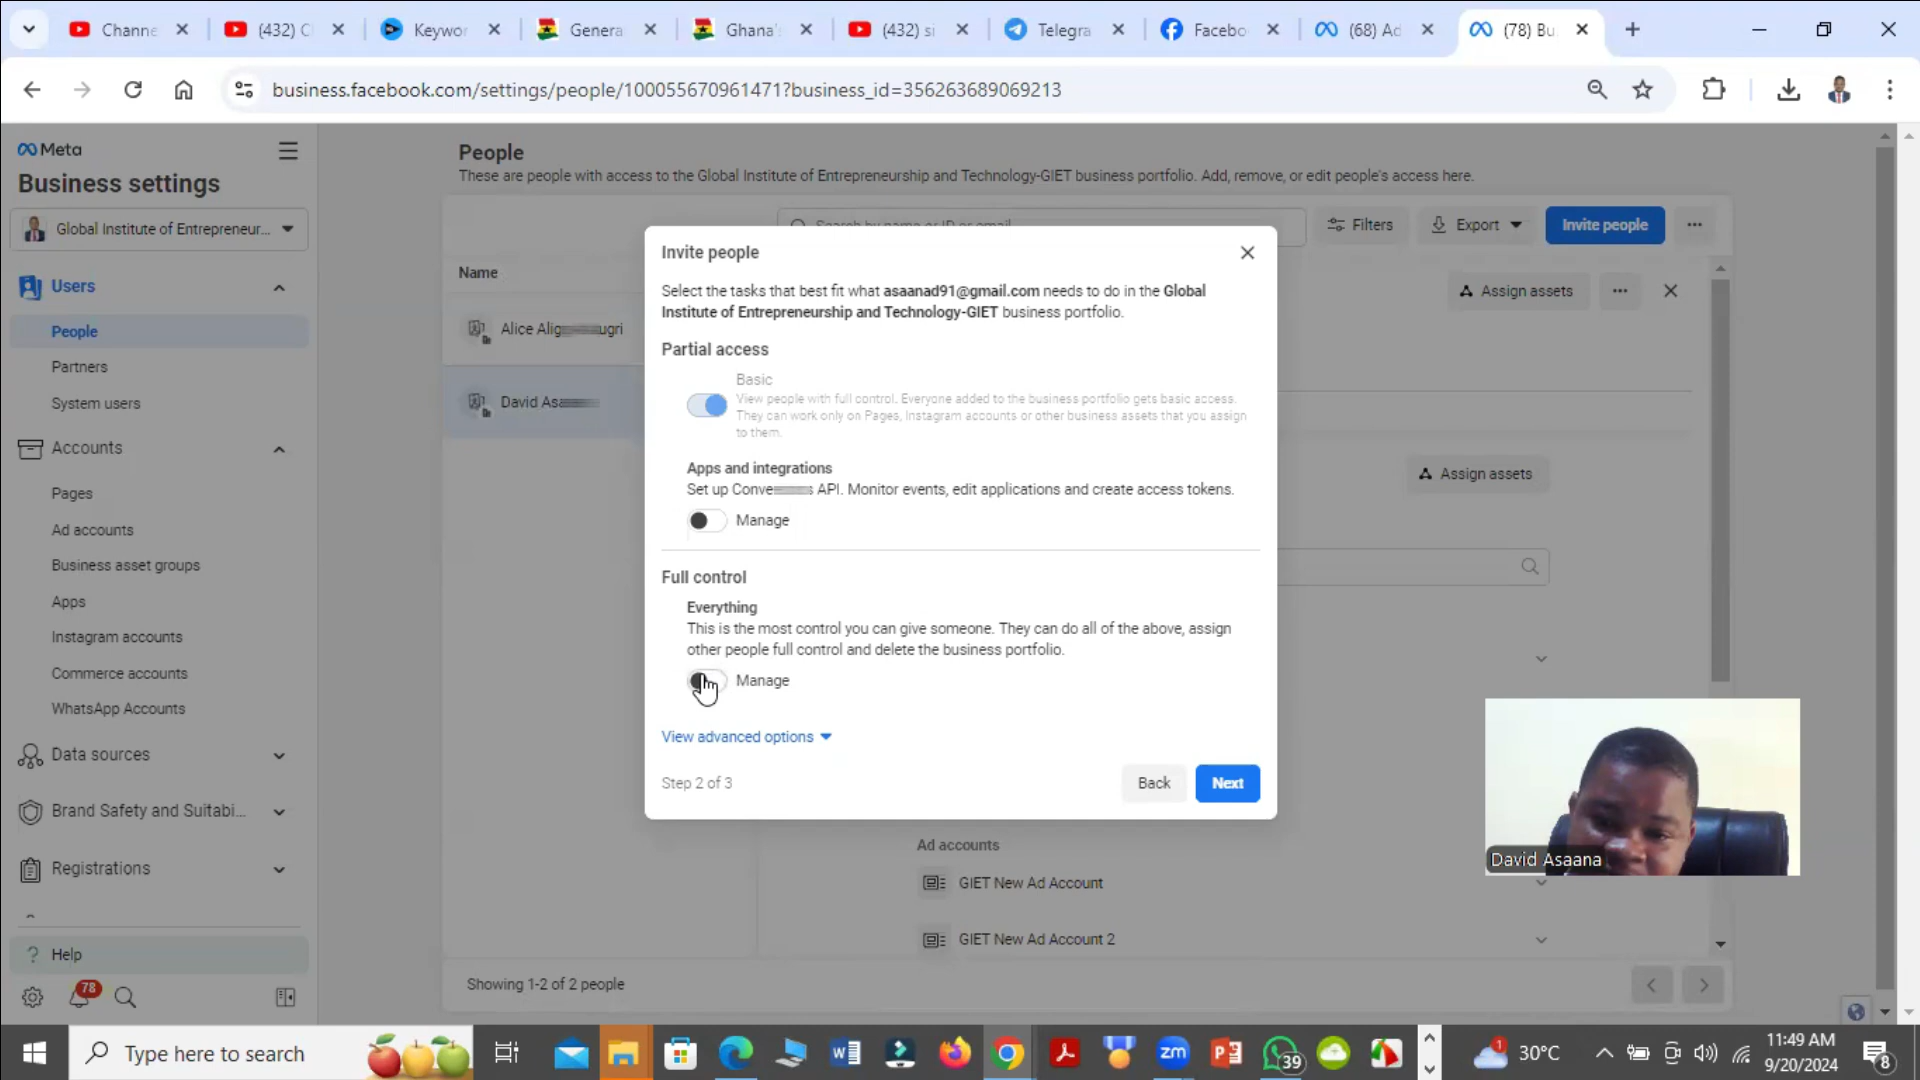 Channe
(432) C
Keywor
Genera
Ghana'
(432) si
Telegra
Facebo
(68) Ad
(78) Bu
business.facebook.com/settings/people/100055670961471?business_id=356263689069213
Meta
Business settings
Global Institute of Entrepreneur...
Users
People
Partners
System users
Accounts
Pages
Ad accounts
Business asset groups
Apps
Instagram accounts
Commerce accounts
WhatsApp Accounts
Data sources
Brand Safety and Suitabi...
Registrations
? Help
78
People
These are people with access to the Global Institute of Entrepreneurship and Technology-GIET business portfolio. Add, remove, or edit people's access here.
Search by name or ID or email
Filters
Export
Invite people
Name
Alice
David
Assign assets
Assign assets
Invite people
Select the tasks that best fit what asaanad91@gmail.com needs to do in the Global
Institute of Entrepreneurship and Technology-GIET business portfolio.
Partial access
Basic
View people with full control. Everyone added to the business portfolio gets basic access.
They can work only on Pages, Instagram accounts or other business assets that you assign
to them.
Apps and integrations
Set up API. Monitor events, edit applications and create access tokens.
Manage
Full control
Everything
This is the most control you can give someone. They can do all of the above, assign
other people full control and delete the business portfolio.
Manage
View advanced options
Step 2 of 3
Back
Next
Ad accounts
GIET New Ad Account
GIET New Ad Account 2
Showing 1-2 of 2 people
David Asaana
Type here to search
zm
39
1
30°C
11:49 AM
9/20/2024
8